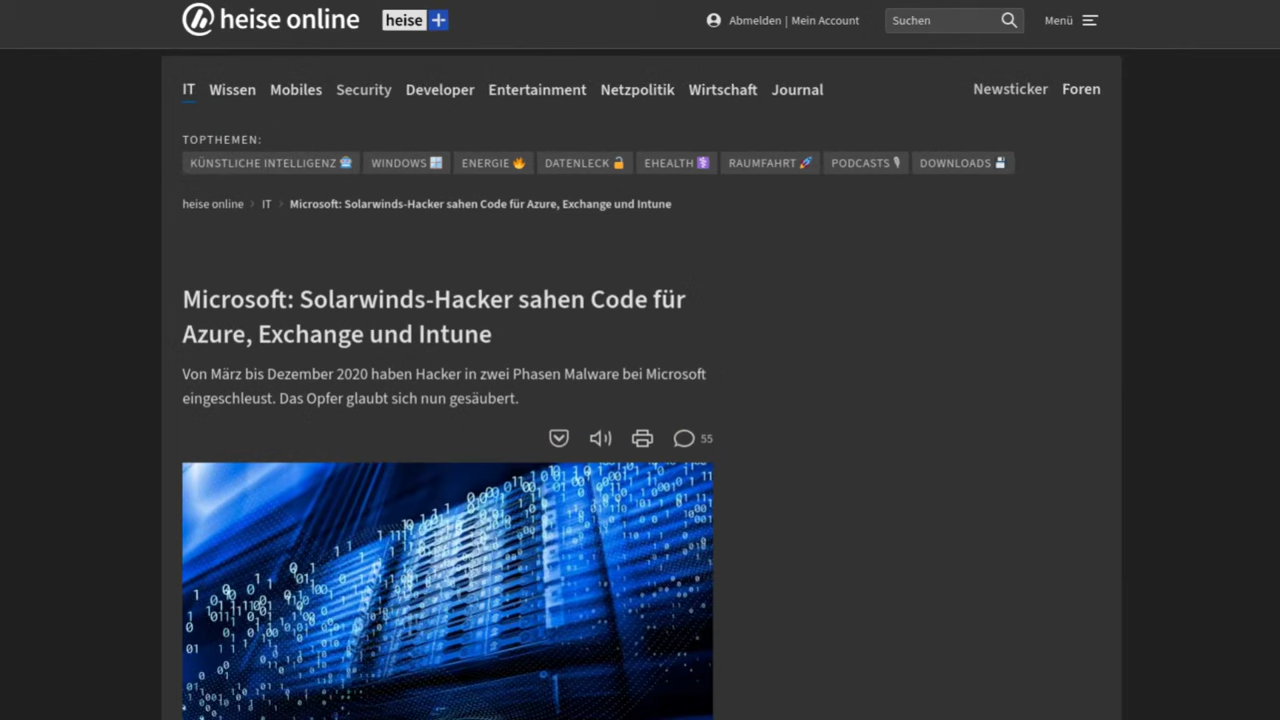 heise online heise + Abmelden | Mein Account Suchen Menü
IT Wissen Mobiles Security Developer Entertainment Netzpolitik Wirtschaft Journal Newsticker Foren
TOPTHEMEN:
KÜNSTLICHE INTELLIGENZ WINDOWS ENERGIE DATENLECK EHEALTH RAUMFAHRT PODCASTS DOWNLOADS
heise online > IT > Microsoft: Solarwinds-Hacker sahen Code für Azure, Exchange und Intune
Microsoft: Solarwinds-Hacker sahen Code für
Azure, Exchange und Intune
Von März bis Dezember 2020 haben Hacker in zwei Phasen Malware bei Microsoft
eingeschleust. Das Opfer glaubt sich nun gesäubert.
55